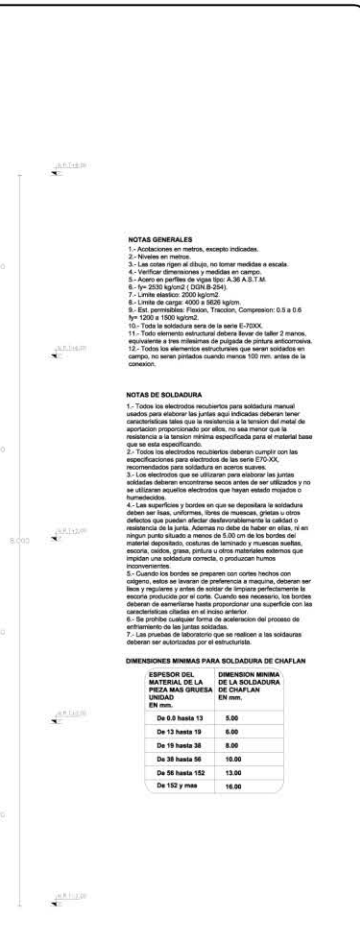 NOTAS GENERALES
1.- Acotaciones en metros, excepto indicadas.
2.- Niveles en metros.
3.- Las cotas rigen al dibujo, no tomar medidas a escala.
4.- Verificar dimensiones y medidas en campo.
5.- Acero en perfiles de vigas tipo: A.36 A.S.T.M.
6.- fy= 2530 kg/cm2 ( DGN.B-254).
7.- Limite elastico: 2000 kg/cm2.
8.- Limite de carga: 4000 a 5626 kg/cm.
9.- Est. permisibles: Flexion, Traccion, Compresion: 0.5 a 0.6
fy= 1200 a 1500 kg/cm2.
10.- Toda la soldadura sera de la serie E-70XX.
11.- Todo elemento estructural debera llevar de taller 2 manos,
equivalente a tres milesimas de pulgada de pintura anticorrosiva.
12.- Todos los elementos estructurales que seran soldados en
campo, no seran pintados cuando menos 100 mm. antes de la
conexion.
NOTAS DE SOLDADURA
1.- Todos los electrodos recubiertos para soldadura manual
usados para elaborar las juntas aqui indicadas deberan tener
caracteristicas tales que la resistencia a la tension del metal de
aportacion proporcionado por ellos, no sea menor que la
resistencia a la tension minima especificada para el material base
que se esta especificando.
2.- Todos los electrodos recubiertos deberan cumplir con las
especificaciones para electrodos de las serie E70-XX,
recomendados para soldadura en aceros suaves.
3.- Los electrodos que se utilizaran para elaborar las juntas
soldadas deberan encontrarse secos antes de ser utilizados y no
se utilizaran aquellos electrodos que hayan estado mojados o
humedecidos.
4.- Las superficies y bordes en que se depositara la soldadura
deben ser lisas, uniformes, libres de muescas, grietas u otros
defectos que puedan afectar desfavorablemente la calidad o
resistencia de la junta. Ademas no debe de haber en ellas, ni en
ningun punto situado a menos de 5.00 cm de los bordes del
material depositado, costuras de laminado y muescas sueltas,
escoria, oxidos, grasa, pintura u otros materiales externos que
impidan una soldadura correcta, o produzcan humos
inconvenientes.
5.- Cuando los bordes se preparen con cortes hechos con
oxigeno, estos se lavaran de preferencia a maquina, deberan ser
lisos y regulares y antes de soldar de limpiara perfectamente la
escoria producida por el corte. Cuando sea necesario, los bordes
deberan de esmerilarse hasta proporcionar una superficie con las
caracteristicas citadas en el inciso anterior.
6.- Se prohibe cualquier forma de aceleracion del proceso de
enfriamiento de las juntas soldadas.
7.- Las pruebas de laboratorio que se realicen a las soldauras
deberan ser autorizadas por el estructurista.
DIMENSIONES MINIMAS PARA SOLDADURA DE CHAFLAN
ESPESOR DEL
MATERIAL DE LA
PIEZA MAS GRUESA
UNIDAD
EN mm.
DIMENSION MINIMA
DE LA SOLDADURA
DE CHAFLAN
EN mm.
De 0.0 hasta 13 5.00
De 13 hasta 19 6.00
De 19 hasta 38 8.00
De 38 hasta 56 10.00
De 56 hasta 152 13.00
De 152 y mas 16.00